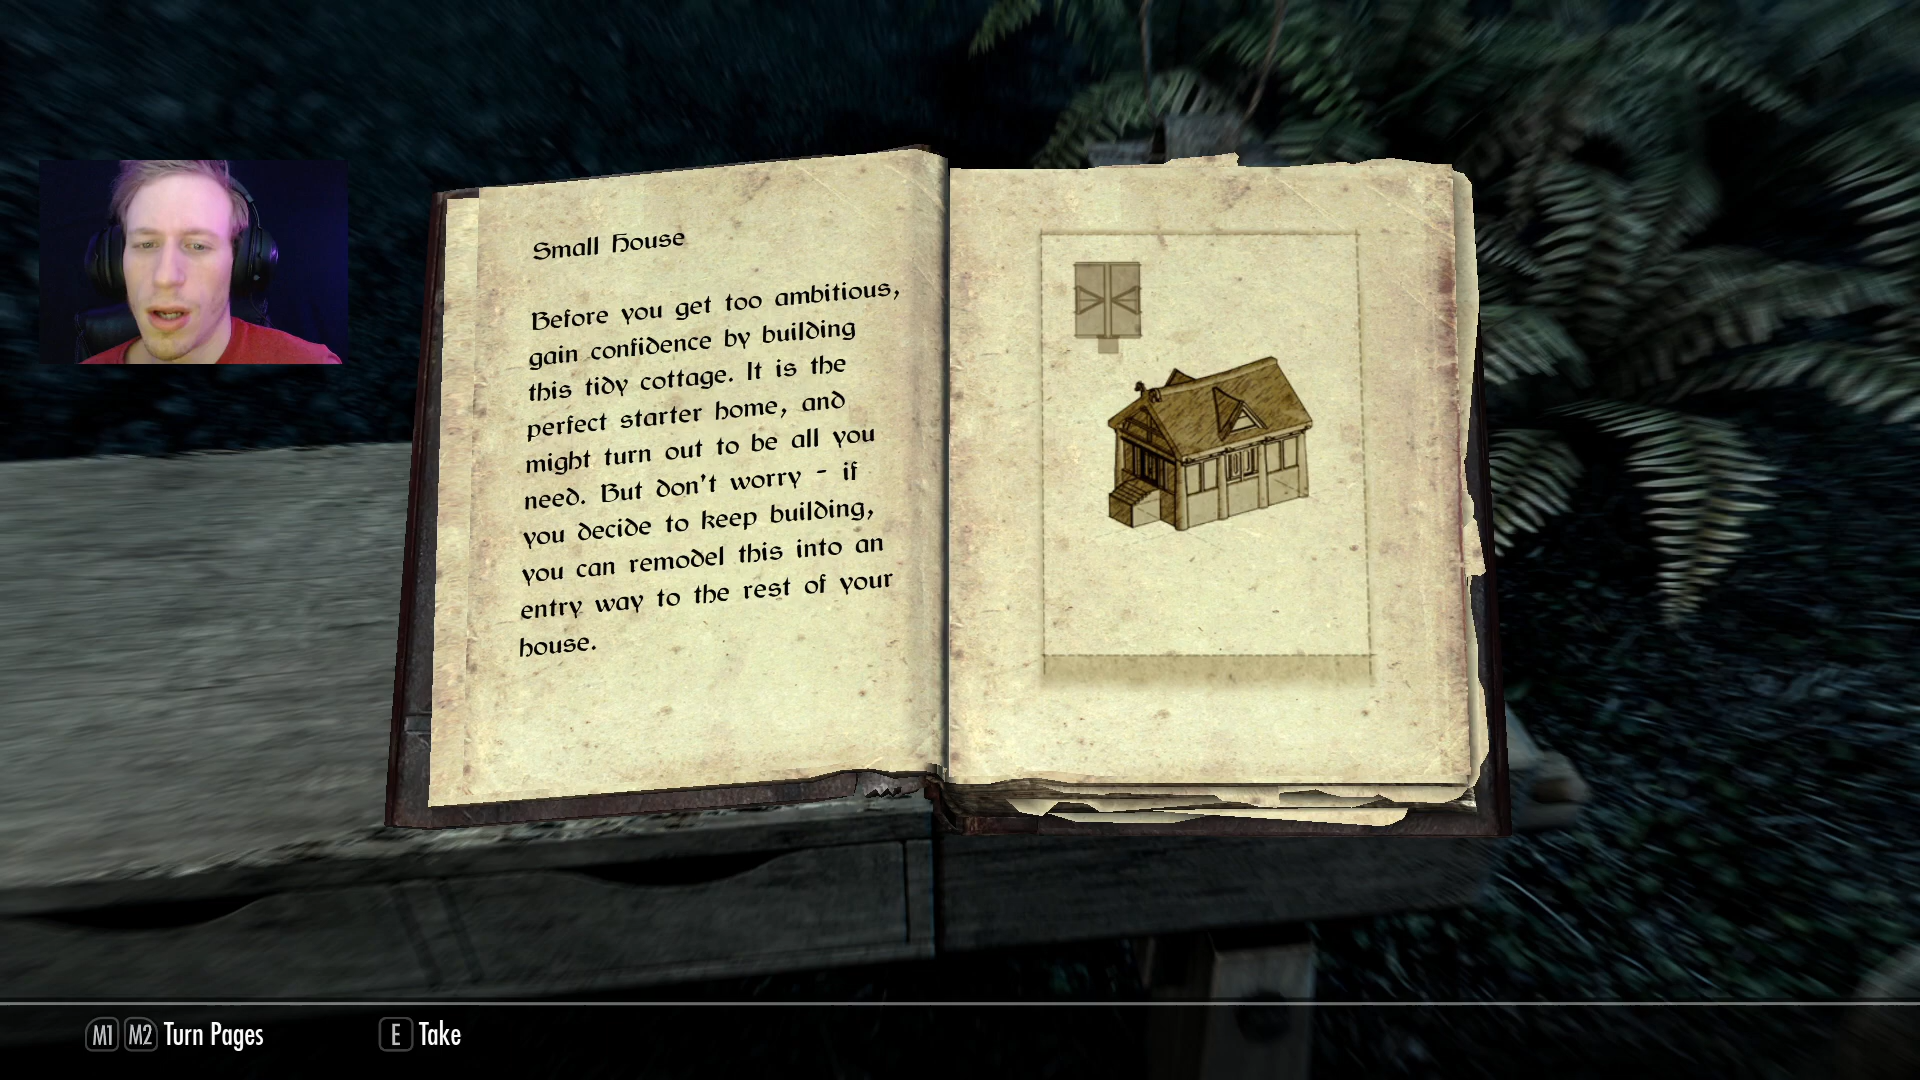 Small House
Before you get too ambitious,
gain confidence by building
this tidy cottage. It is the
perfect starter home, and
might turn out to be all you
need. But don't worry - if
you decide to keep building,
you can remodel this into an
entry way to the rest of your
house.
M1 M2 Turn Pages
E Take